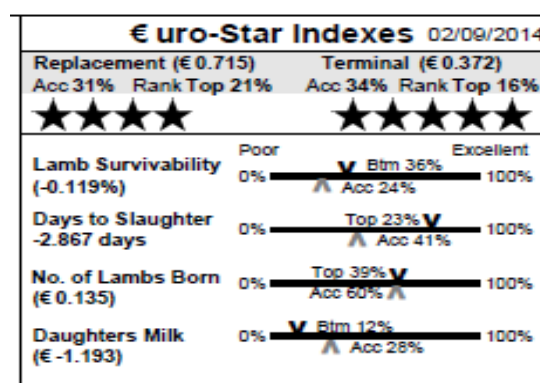 € uro-Star Indexes 02/09/2014
Replacement (€ 0.715) Terminal (€ 0.372)
Acc 31% Rank Top 21% Acc 34% Rank Top 16%
Poor Excellent
Lamb Survivability
(-0.119%)
0% Btm 36% 100%
Acc 24%
Days to Slaughter
-2.867 days
0% Top 23% 100%
Acc 41%
No. of Lambs Born
(€ 0.135)
0% Top 39% 100%
Acc 60%
Daughters Milk
(€ -1.193)
0% Btm 12% 100%
Acc 28%